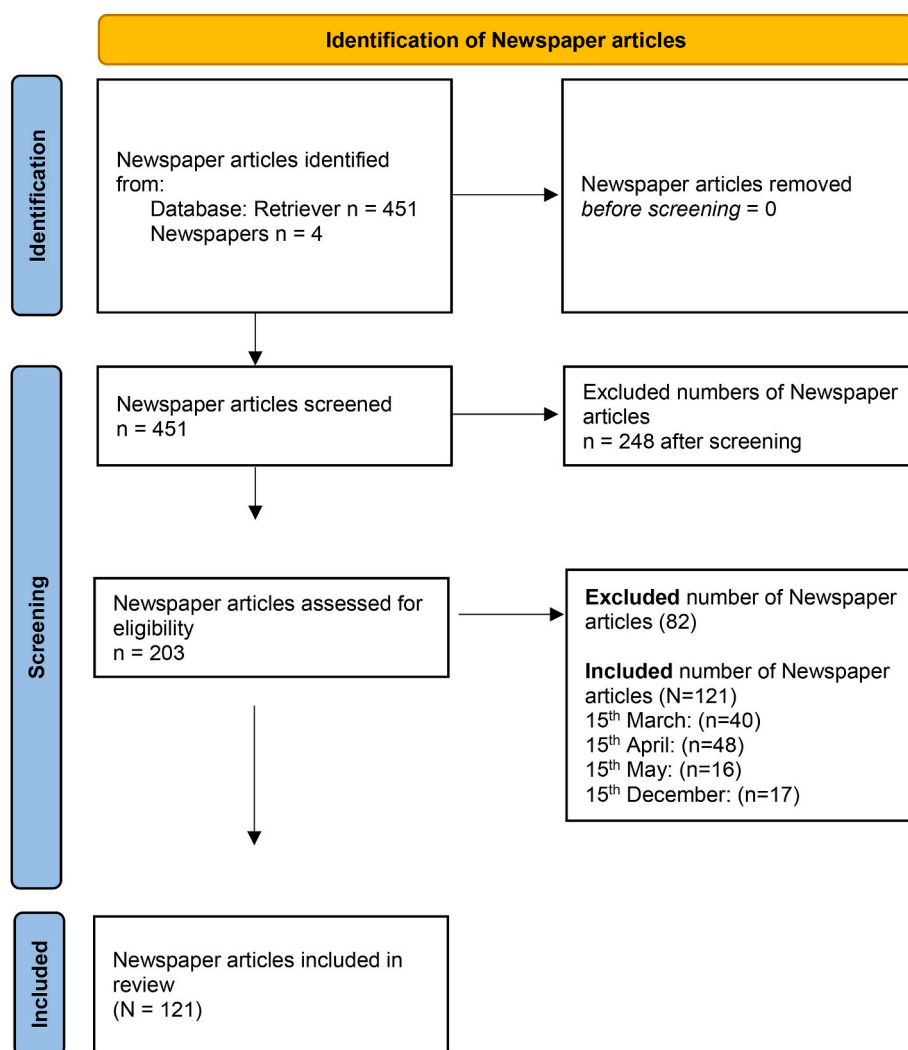 Identification of Newspaper articles
Identification
Newspaper articles identified
from:
Database: Retriever n = 451
Newspapers n = 4
Newspaper articles removed
before screening = 0
Screening
Newspaper articles screened
n = 451
Excluded numbers of Newspaper
articles
n = 248 after screening
Newspaper articles assessed for
eligibility
n = 203
Excluded number of Newspaper
articles (82)
Included number of Newspaper
articles (N=121)
15th March: (n=40)
15th April: (n=48)
15th May: (n=16)
15th December: (n=17)
Included
Newspaper articles included in
review
(N = 121)